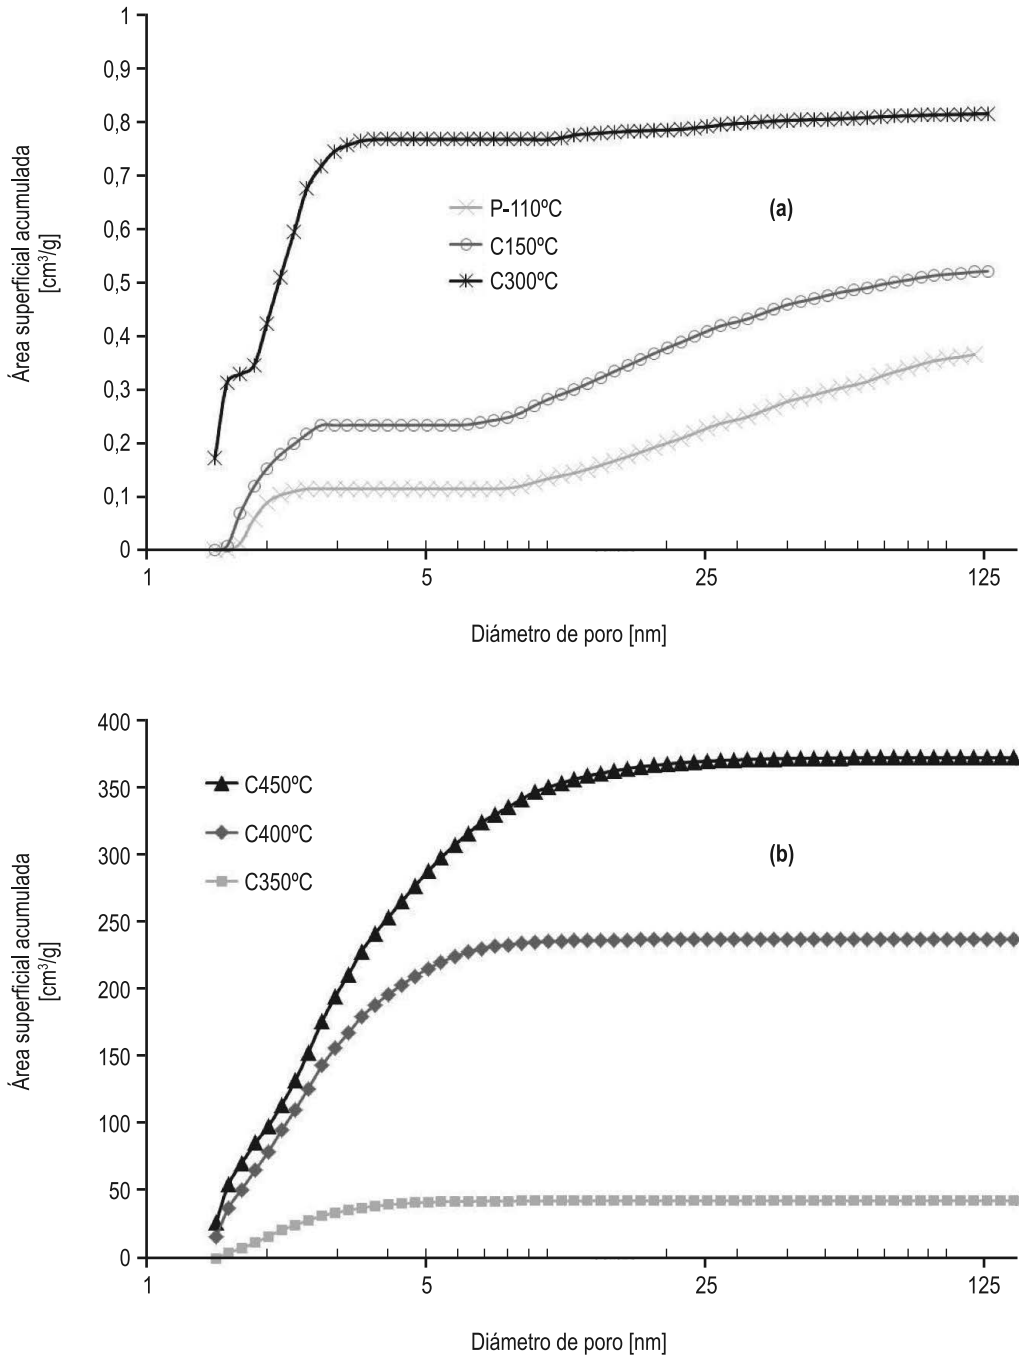 1
0,9
0,8
0,7
0,6
0,5
0,4
0,3
0,2
0,1
0
Área superficial acumulada
[cm³/g]
P-110ºC
C150ºC
C300ºC
(a)
1
5
25
125
Diámetro de poro [nm]
400
350
300
250
200
150
100
50
0
Área superficial acumulada
[cm³/g]
C450ºC
C400ºC
C350ºC
(b)
1
5
25
125
Diámetro de poro [nm]